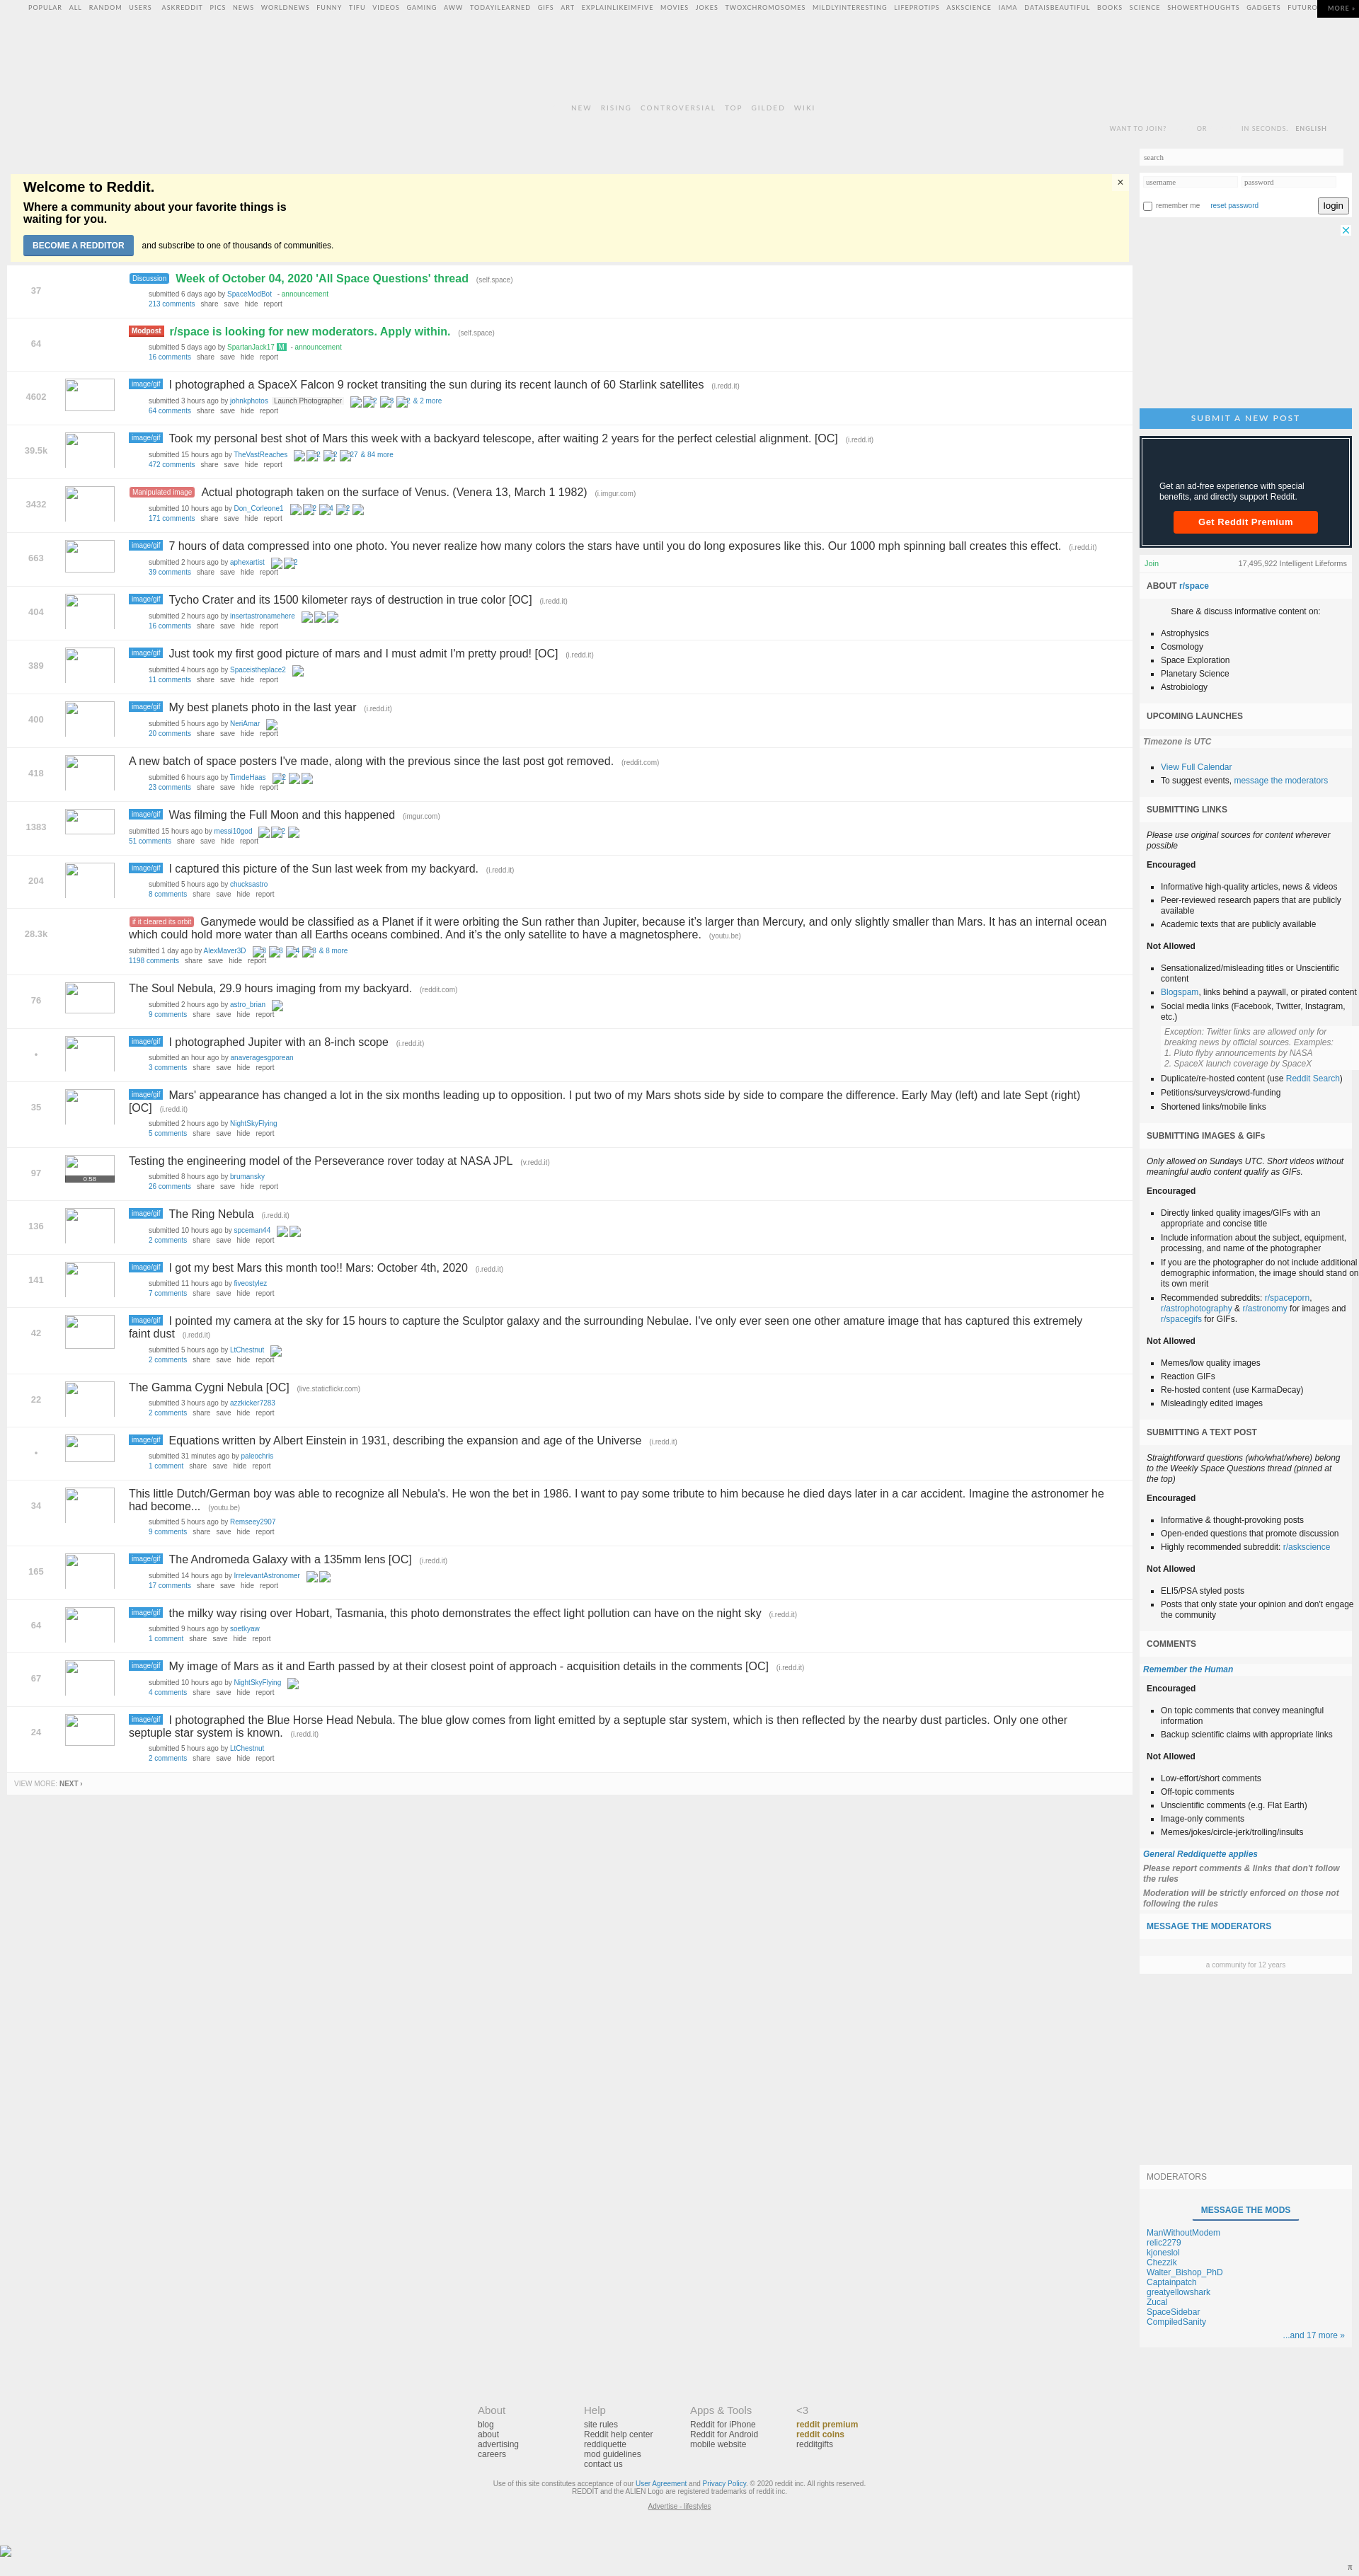 POPULAR ALL RANDOM USERS ASKREDDIT PICS NEWS WORLDNEWS FUNNY TIFU VIDEOS GAMING AWW TODAYILEARNED GIFS ART EXPLAINLIKEIMFIVE MOVIES JOKES TWOXCHROMOSOMES MILDLYINTERESTING LIFEPROTIPS ASKSCIENCE IAMA DATAISBEAUTIFUL BOOKS SCIENCE SHOWERTHOUGHTS GADGETS FUTURO MORE »
NEW RISING CONTROVERSIAL TOP GILDED WIKI
WANT TO JOIN? OR IN SECONDS. ENGLISH
Welcome to Reddit.
Where a community about your favorite things is
waiting for you.
BECOME A REDDITOR and subscribe to one of thousands of communities.
×
37
Discussion Week of October 04, 2020 'All Space Questions' thread (self.space)
submitted 6 days ago by SpaceModBot - announcement
213 comments share save hide report
64
Modpost r/space is looking for new moderators. Apply within. (self.space)
submitted 5 days ago by SpartanJack17 M - announcement
16 comments share save hide report
4602
image/gif I photographed a SpaceX Falcon 9 rocket transiting the sun during its recent launch of 60 Starlink satellites (i.redd.it)
submitted 3 hours ago by johnkphotos Launch Photographer 2 3 2 & 2 more
64 comments share save hide report
39.5k
image/gif Took my personal best shot of Mars this week with a backyard telescope, after waiting 2 years for the perfect celestial alignment. [OC] (i.redd.it)
submitted 15 hours ago by TheVastReaches 2 2 27 & 84 more
472 comments share save hide report
3432
Manipulated image Actual photograph taken on the surface of Venus. (Venera 13, March 1 1982) (i.imgur.com)
submitted 10 hours ago by Don_Corleone1 2 4 2
171 comments share save hide report
663
image/gif 7 hours of data compressed into one photo. You never realize how many colors the stars have until you do long exposures like this. Our 1000 mph spinning ball creates this effect. (i.redd.it)
submitted 2 hours ago by aphexartist 2
39 comments share save hide report
404
image/gif Tycho Crater and its 1500 kilometer rays of destruction in true color [OC] (i.redd.it)
submitted 2 hours ago by insertastronamehere
16 comments share save hide report
389
image/gif Just took my first good picture of mars and I must admit I'm pretty proud! [OC] (i.redd.it)
submitted 4 hours ago by Spaceistheplace2
11 comments share save hide report
400
image/gif My best planets photo in the last year (i.redd.it)
submitted 5 hours ago by NeriAmar
20 comments share save hide report
418
A new batch of space posters I've made, along with the previous since the last post got removed. (reddit.com)
submitted 6 hours ago by TimdeHaas 2
23 comments share save hide report
1383
image/gif Was filming the Full Moon and this happened (imgur.com)
submitted 15 hours ago by messi10god 2
51 comments share save hide report
204
image/gif I captured this picture of the Sun last week from my backyard. (i.redd.it)
submitted 5 hours ago by chucksastro
8 comments share save hide report
28.3k
if it cleared its orbit Ganymede would be classified as a Planet if it were orbiting the Sun rather than Jupiter, because it's larger than Mercury, and only slightly smaller than Mars. It has an internal ocean
which could hold more water than all Earths oceans combined. And it's the only satellite to have a magnetosphere. (youtu.be)
submitted 1 day ago by AlexMaver3D 3 4 3 & 8 more
1198 comments share save hide report
76
The Soul Nebula, 29.9 hours imaging from my backyard. (reddit.com)
submitted 2 hours ago by astro_brian
9 comments share save hide report
•
image/gif I photographed Jupiter with an 8-inch scope (i.redd.it)
submitted an hour ago by anaveragesgporean
3 comments share save hide report
35
image/gif Mars' appearance has changed a lot in the six months leading up to opposition. I put two of my Mars shots side by side to compare the difference. Early May (left) and late Sept (right)
[OC] (i.redd.it)
submitted 2 hours ago by NightSkyFlying
5 comments share save hide report
97
0:58
Testing the engineering model of the Perseverance rover today at NASA JPL (v.redd.it)
submitted 8 hours ago by brumansky
26 comments share save hide report
136
image/gif The Ring Nebula (i.redd.it)
submitted 10 hours ago by spceman44
2 comments share save hide report
141
image/gif I got my best Mars this month too!! Mars: October 4th, 2020 (i.redd.it)
submitted 11 hours ago by fiveostylez
7 comments share save hide report
42
image/gif I pointed my camera at the sky for 15 hours to capture the Sculptor galaxy and the surrounding Nebulae. I've only ever seen one other amature image that has captured this extremely
faint dust (i.redd.it)
submitted 5 hours ago by LtChestnut
2 comments share save hide report
22
The Gamma Cygni Nebula [OC] (live.staticflickr.com)
submitted 3 hours ago by azzkicker7283
2 comments share save hide report
•
image/gif Equations written by Albert Einstein in 1931, describing the expansion and age of the Universe (i.redd.it)
submitted 31 minutes ago by paleochris
1 comment share save hide report
34
This little Dutch/German boy was able to recognize all Nebula's. He won the bet in 1986. I want to pay some tribute to him because he died days later in a car accident. Imagine the astronomer he
had become... (youtu.be)
submitted 5 hours ago by Remseey2907
9 comments share save hide report
165
image/gif The Andromeda Galaxy with a 135mm lens [OC] (i.redd.it)
submitted 14 hours ago by IrrelevantAstronomer
17 comments share save hide report
64
image/gif the milky way rising over Hobart, Tasmania, this photo demonstrates the effect light pollution can have on the night sky (i.redd.it)
submitted 9 hours ago by soetkyaw
1 comment share save hide report
67
image/gif My image of Mars as it and Earth passed by at their closest point of approach - acquisition details in the comments [OC] (i.redd.it)
submitted 10 hours ago by NightSkyFlying
4 comments share save hide report
24
image/gif I photographed the Blue Horse Head Nebula. The blue glow comes from light emitted by a septuple star system, which is then reflected by the nearby dust particles. Only one other
septuple star system is known. (i.redd.it)
submitted 5 hours ago by LtChestnut
2 comments share save hide report
VIEW MORE: NEXT ›
search
username password
remember me reset password login
SUBMIT A NEW POST
Get an ad-free experience with special
benefits, and directly support Reddit.
Get Reddit Premium
Join 17,495,922 Intelligent Lifeforms
ABOUT r/space
Share & discuss informative content on:
Astrophysics
Cosmology
Space Exploration
Planetary Science
Astrobiology
UPCOMING LAUNCHES
Timezone is UTC
View Full Calendar
To suggest events, message the moderators
SUBMITTING LINKS
Please use original sources for content wherever
possible
Encouraged
Informative high-quality articles, news & videos
Peer-reviewed research papers that are publicly
available
Academic texts that are publicly available
Not Allowed
Sensationalized/misleading titles or Unscientific
content
Blogspam, links behind a paywall, or pirated content
Social media links (Facebook, Twitter, Instagram,
etc.)
Exception: Twitter links are allowed only for
breaking news by official sources. Examples:
1. Pluto flyby announcements by NASA
2. SpaceX launch coverage by SpaceX
Duplicate/re-hosted content (use Reddit Search)
Petitions/surveys/crowd-funding
Shortened links/mobile links
SUBMITTING IMAGES & GIFs
Only allowed on Sundays UTC. Short videos without
meaningful audio content qualify as GIFs.
Encouraged
Directly linked quality images/GIFs with an
appropriate and concise title
Include information about the subject, equipment,
processing, and name of the photographer
If you are the photographer do not include additional
demographic information, the image should stand on
its own merit
Recommended subreddits: r/spaceporn,
r/astrophotography & r/astronomy for images and
r/spacegifs for GIFs.
Not Allowed
Memes/low quality images
Reaction GIFs
Re-hosted content (use KarmaDecay)
Misleadingly edited images
SUBMITTING A TEXT POST
Straightforward questions (who/what/where) belong
to the Weekly Space Questions thread (pinned at
the top)
Encouraged
Informative & thought-provoking posts
Open-ended questions that promote discussion
Highly recommended subreddit: r/askscience
Not Allowed
ELI5/PSA styled posts
Posts that only state your opinion and don't engage
the community
COMMENTS
Remember the Human
Encouraged
On topic comments that convey meaningful
information
Backup scientific claims with appropriate links
Not Allowed
Low-effort/short comments
Off-topic comments
Unscientific comments (e.g. Flat Earth)
Image-only comments
Memes/jokes/circle-jerk/trolling/insults
General Reddiquette applies
Please report comments & links that don't follow
the rules
Moderation will be strictly enforced on those not
following the rules
MESSAGE THE MODERATORS
a community for 12 years
MODERATORS
MESSAGE THE MODS
ManWithoutModem
relic2279
kjoneslol
Chezzik
Walter_Bishop_PhD
Captainpatch
greatyellowshark
Zucal
SpaceSidebar
CompiledSanity
...and 17 more »
About
blog
about
advertising
careers
Help
site rules
Reddit help center
reddiquette
mod guidelines
contact us
Apps & Tools
Reddit for iPhone
Reddit for Android
mobile website
<3
reddit premium
reddit coins
redditgifts
Use of this site constitutes acceptance of our User Agreement and Privacy Policy. © 2020 reddit inc. All rights reserved.
REDDIT and the ALIEN Logo are registered trademarks of reddit inc.
Advertise - lifestyles
π